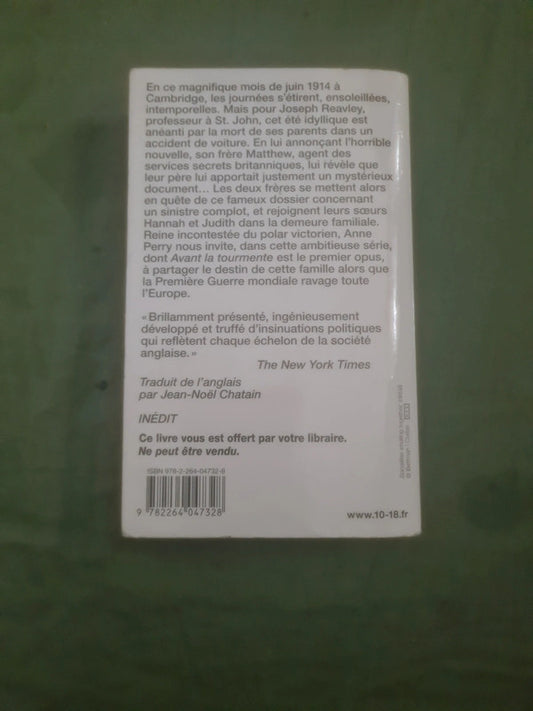 En ce magnifique mois de juin 1914 à
Cambridge, les journées s'étirent, ensoleillées,
intemporelles. Mais pour Joseph Reavley,
professeur à St. John, cet été idyllique est
anéanti par la mort de ses parents dans un
accident de voiture. En lui annonçant l'horrible
nouvelle, son frère Matthew, agent des
services secrets britanniques, lui révèle que
leur père lui apportait justement un mystérieux
document... Les deux frères se mettent alors
en quête de ce fameux dossier concernant
un sinistre complot, et rejoignent leurs sœurs
Hannah et Judith dans la demeure familiale.
Reine incontestée du polar victorien, Anne
Perry nous invite, dans cette ambitieuse série,
dont Avant la tourmente est le premier opus,
à partager le destin de cette famille alors que
la Première Guerre mondiale ravage toute
l'Europe.
« Brillamment présenté, ingénieusement
développé et truffé d'insinuations politiques
qui reflètent chaque échelon de la société
anglaise. »
The New York Times
Traduit de l'anglais
par Jean-Noël Chatain
INÉDIT
Ce livre vous est offert par votre libraire.
Ne peut être vendu.
ISBN 978-2-264-04732-8
9 782264 047328
www.10-18.fr